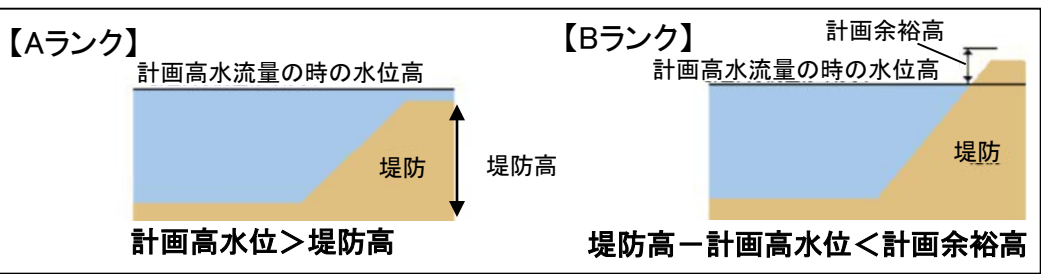 【Aランク】
計画高水流量の時の水位高
堤防
堤防高
計画高水位＞堤防高
【Bランク】
計画余裕高
計画高水流量の時の水位高
堤防
堤防高－計画高水位＜計画余裕高